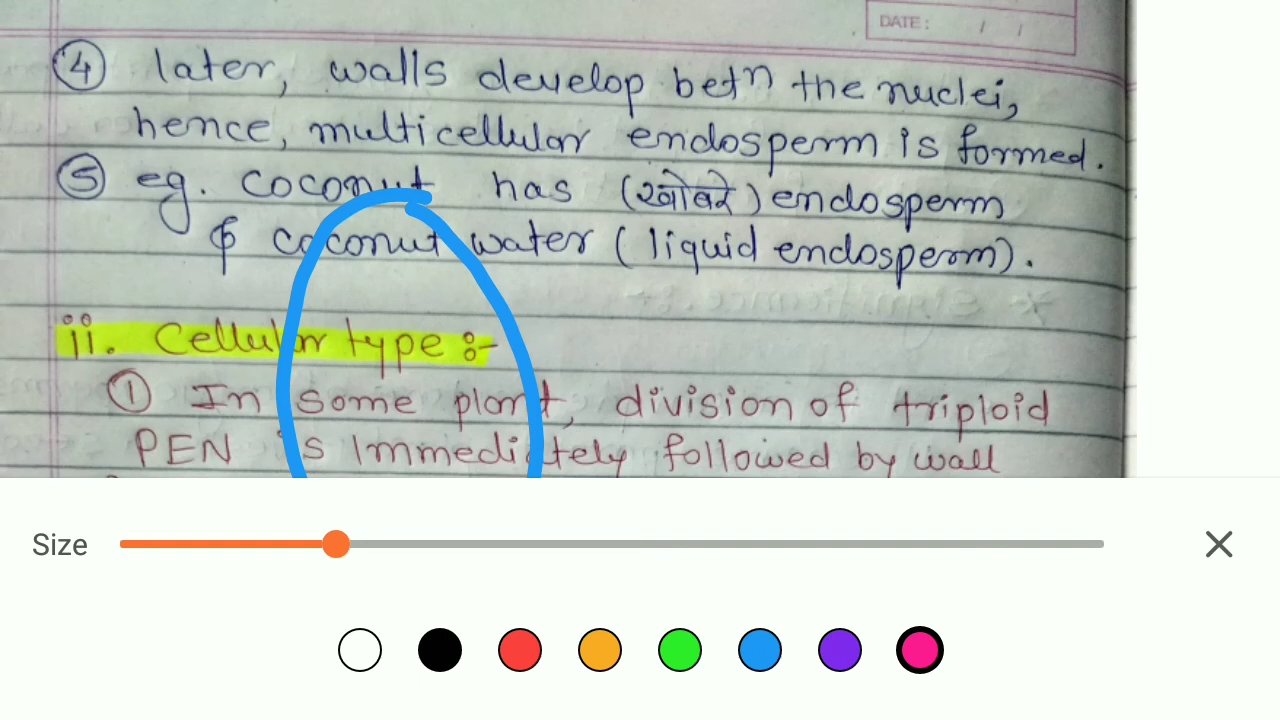 DATE: / /
④ later, walls develop betⁿ the nuclei,
hence, multicellular endosperm is formed.
⑤ eg. Coconut has (खोबरे) endosperm
& coconut water (liquid endosperm).
ii. Cellular type :-
① In some plant, division of triploid
PEN is Immediately followed by wall
Size